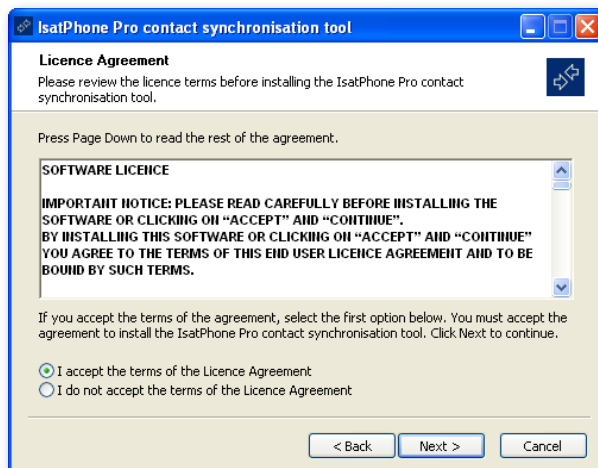 IsatPhone Pro contact synchronisation tool
Licence Agreement
Please review the licence terms before installing the IsatPhone Pro contact
synchronisation tool.
Press Page Down to read the rest of the agreement.
SOFTWARE LICENCE
IMPORTANT NOTICE: PLEASE READ CAREFULLY BEFORE INSTALLING THE
SOFTWARE OR CLICKING ON “ACCEPT” AND “CONTINUE”.
BY INSTALLING THIS SOFTWARE OR CLICKING ON “ACCEPT” AND “CONTINUE”
YOU AGREE TO THE TERMS OF THIS END USER LICENCE AGREEMENT AND TO BE
BOUND BY SUCH TERMS.
If you accept the terms of the agreement, select the first option below. You must accept the
agreement to install the IsatPhone Pro contact synchronisation tool. Click Next to continue.
I accept the terms of the Licence Agreement
I do not accept the terms of the Licence Agreement
< Back Next > Cancel